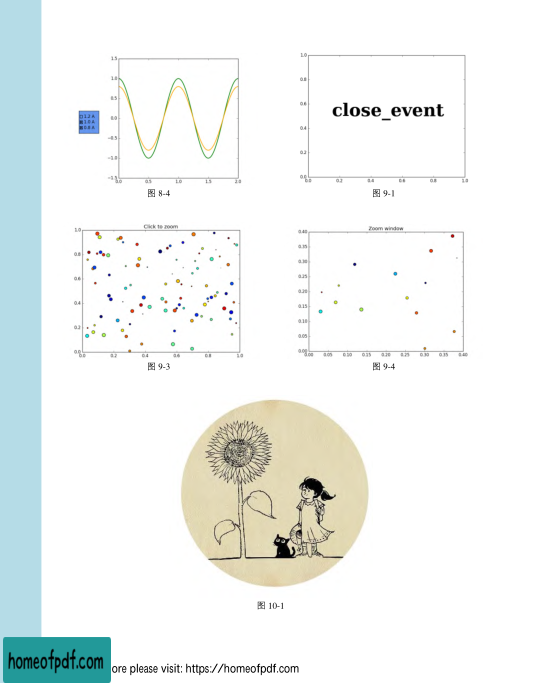 1.5
1.0
0.5
0.0
−0.5
−1.0
−1.5
0.0 0.5 1.0 1.5 2.0
1.2 A
1.0 A
0.8 A
图 8-4
1.0
0.8
0.6
0.4
0.2
0.0
0.0 0.2 0.4 0.6 0.8 1.0
close_event
图 9-1
Click to zoom
1.0
0.8
0.6
0.4
0.2
0.0
0.0 0.2 0.4 0.6 0.8 1.0
图 9-3
Zoom window
0.40
0.35
0.30
0.25
0.20
0.15
0.10
0.05
0.00
0.00 0.05 0.10 0.15 0.20 0.25 0.30 0.35 0.40
图 9-4
图 10-1
homeofpdf.com
ore please visit: https://homeofpdf.com